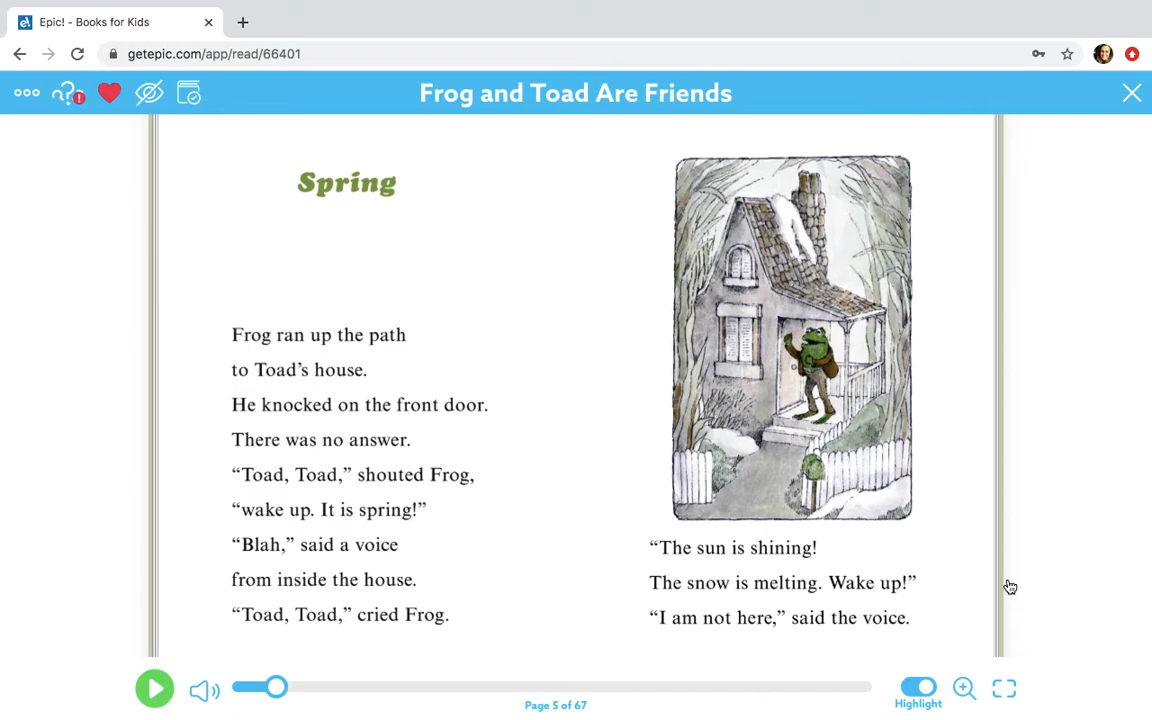 Epic! - Books for Kids
getepic.com/app/read/66401
Frog and Toad Are Friends
Spring
Frog ran up the path
to Toad’s house.
He knocked on the front door.
There was no answer.
“Toad, Toad,” shouted Frog,
“wake up. It is spring!”
“Blah,” said a voice
from inside the house.
“Toad, Toad,” cried Frog.
“The sun is shining!
The snow is melting. Wake up!”
“I am not here,” said the voice.
Page 5 of 67
Highlight